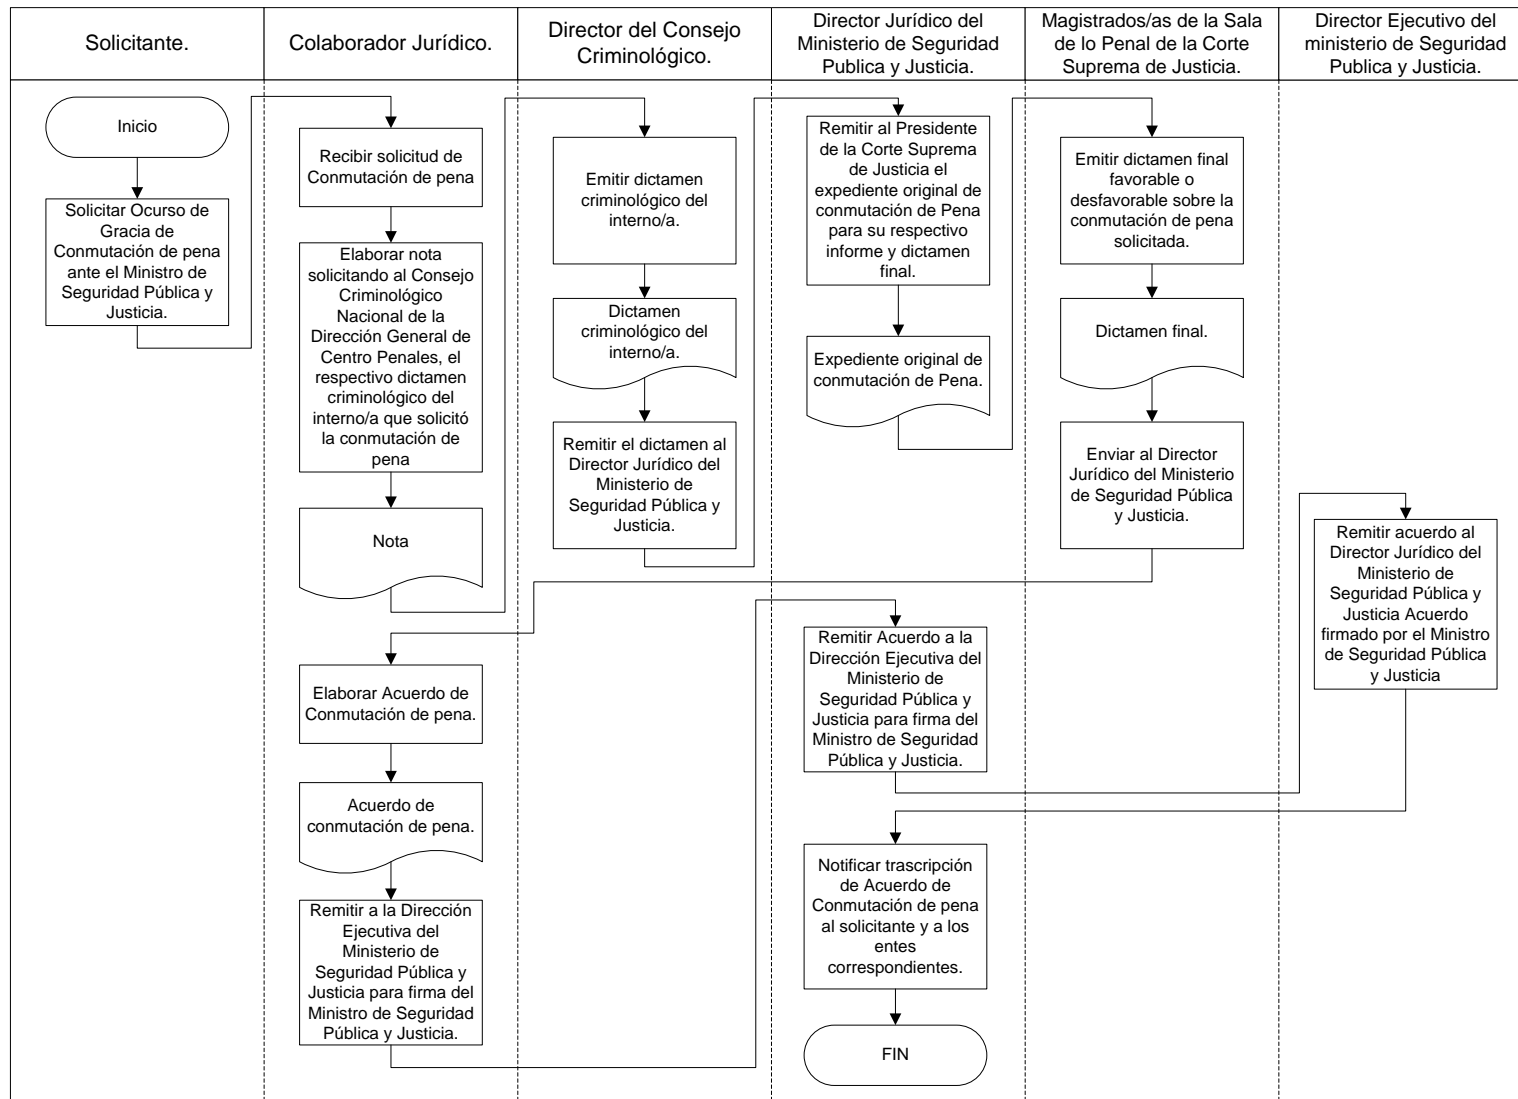 Solicitante.
Colaborador Jurídico.
Director del Consejo
Criminológico.
Director Jurídico del
Ministerio de Seguridad
Publica y Justicia.
Magistrados/as de la Sala
de lo Penal de la Corte
Suprema de Justicia.
Director Ejecutivo del
ministerio de Seguridad
Publica y Justicia.
Inicio
Solicitar Ocurso de
Gracia de
Conmutación de pena
ante el Ministro de
Seguridad Pública y
Justicia.
Recibir solicitud de
Conmutación de pena
Elaborar nota
solicitando al Consejo
Criminológico
Nacional de la
Dirección General de
Centro Penales, el
respectivo dictamen
criminológico del
interno/a que solicitó
la conmutación de
pena
Nota
Emitir dictamen
criminológico del
interno/a.
Dictamen
criminológico del
interno/a.
Remitir el dictamen al
Director Jurídico del
Ministerio de
Seguridad Pública y
Justicia.
Remitir al Presidente
de la Corte Suprema
de Justicia el
expediente original de
conmutación de Pena
para su respectivo
informe y dictamen
final.
Expediente original de
conmutación de Pena.
Emitir dictamen final
favorable o
desfavorable sobre la
conmutación de pena
solicitada.
Dictamen final.
Enviar al Director
Jurídico del Ministerio
de Seguridad Pública
y Justicia.
Elaborar Acuerdo de
Conmutación de pena.
Acuerdo de
conmutación de pena.
Remitir a la Dirección
Ejecutiva del
Ministerio de
Seguridad Pública y
Justicia para firma del
Ministro de Seguridad
Pública y Justicia.
Remitir Acuerdo a la
Dirección Ejecutiva del
Ministerio de
Seguridad Pública y
Justicia para firma del
Ministro de Seguridad
Pública y Justicia.
Remitir acuerdo al
Director Jurídico del
Ministerio de
Seguridad Pública y
Justicia Acuerdo
firmado por el Ministro
de Seguridad Pública
y Justicia
Notificar trascripción
de Acuerdo de
Conmutación de pena
al solicitante y a los
entes
correspondientes.
FIN